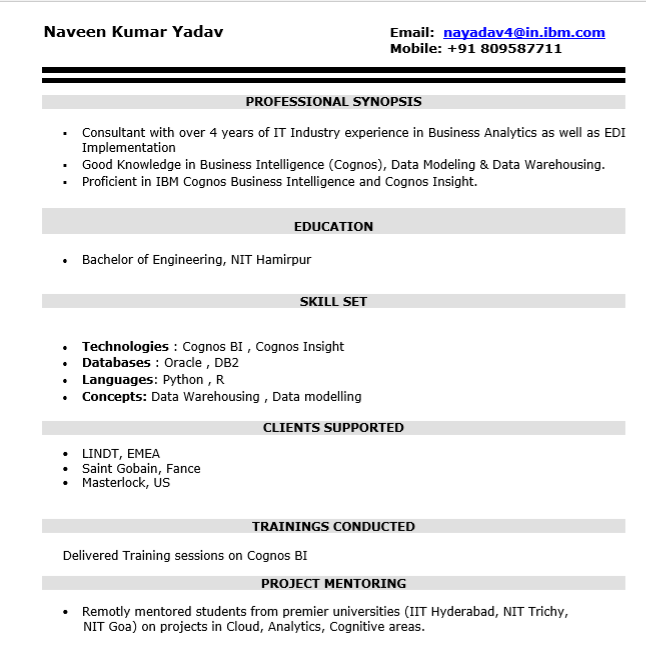 Naveen Kumar Yadav
Email: nayadav4@in.ibm.com
Mobile: +91 809587711
PROFESSIONAL SYNOPSIS
▪ Consultant with over 4 years of IT Industry experience in Business Analytics as well as EDI
Implementation
▪ Good Knowledge in Business Intelligence (Cognos), Data Modeling & Data Warehousing.
▪ Proficient in IBM Cognos Business Intelligence and Cognos Insight.
EDUCATION
• Bachelor of Engineering, NIT Hamirpur
SKILL SET
• Technologies : Cognos BI , Cognos Insight
• Databases : Oracle , DB2
• Languages: Python , R
• Concepts: Data Warehousing , Data modelling
CLIENTS SUPPORTED
• LINDT, EMEA
• Saint Gobain, Fance
• Masterlock, US
TRAININGS CONDUCTED
Delivered Training sessions on Cognos BI
PROJECT MENTORING
• Remotly mentored students from premier universities (IIT Hyderabad, NIT Trichy,
NIT Goa) on projects in Cloud, Analytics, Cognitive areas.